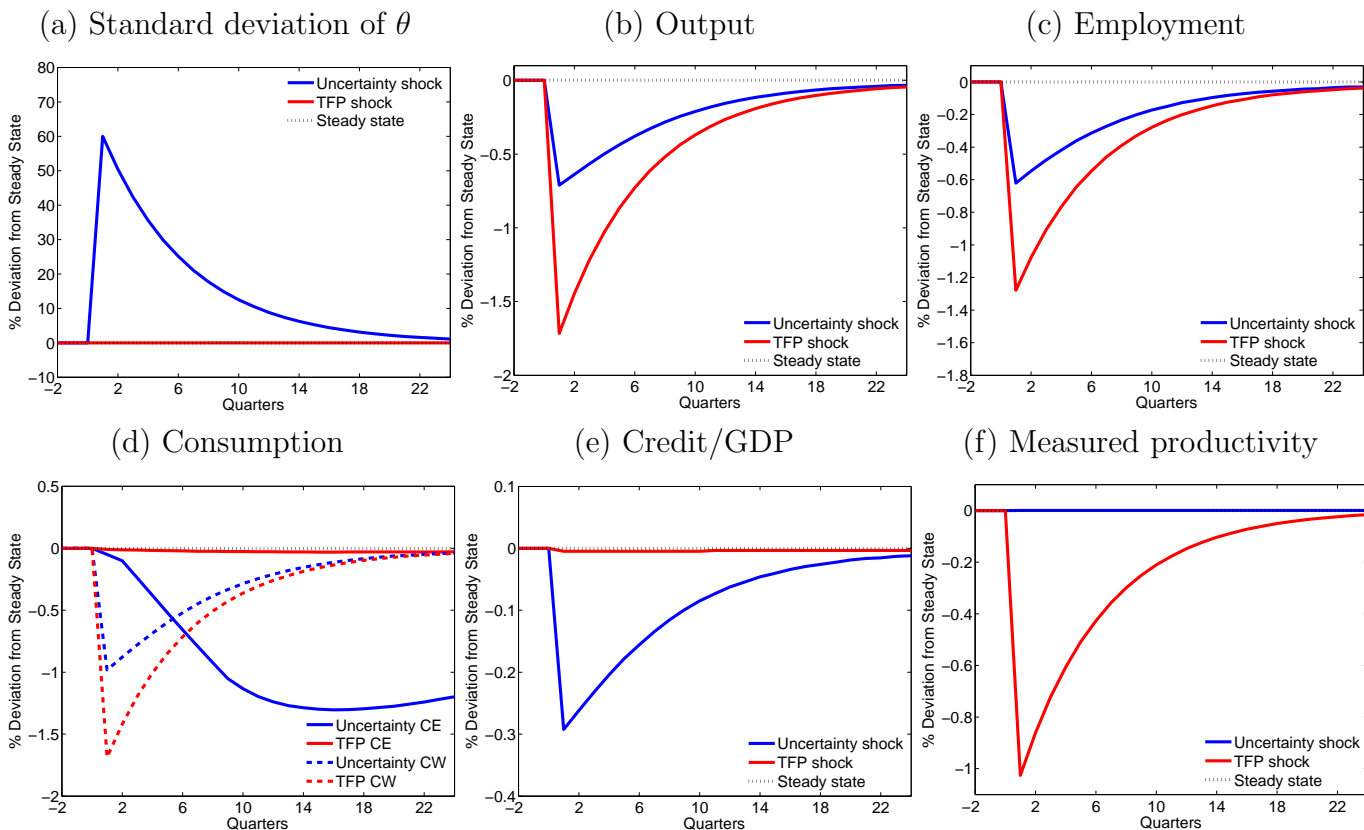 (a) Standard deviation of θ
% Deviation from Steady State
80
70
60
50
40
30
20
10
0
−10
−2 2 6 10 14 18 22
Quarters
Uncertainty shock
TFP shock
Steady state
(b) Output
% Deviation from Steady State
0
−0.5
−1
−1.5
−2
−2 2 6 10 14 18 22
Quarters
Uncertainty shock
TFP shock
Steady state
(c) Employment
% Deviation from Steady State
0
−0.2
−0.4
−0.6
−0.8
−1
−1.2
−1.4
−1.6
−1.8
−2 2 6 10 14 18 22
Quarters
Uncertainty shock
TFP shock
Steady state
(d) Consumption
% Deviation from Steady State
0.5
0
−0.5
−1
−1.5
−2
−2 2 6 10 14 18 22
Quarters
Uncertainty CE
TFP CE
Uncertainty CW
TFP CW
(e) Credit/GDP
% Deviation from Steady State
0.1
0
−0.1
−0.2
−0.3
−0.4
−2 2 6 10 14 18 22
Quarters
Uncertainty shock
TFP shock
Steady state
(f) Measured productivity
% Deviation from Steady State
0
−0.2
−0.4
−0.6
−0.8
−1
−2 2 6 10 14 18 22
Quarters
Uncertainty shock
TFP shock
Steady state